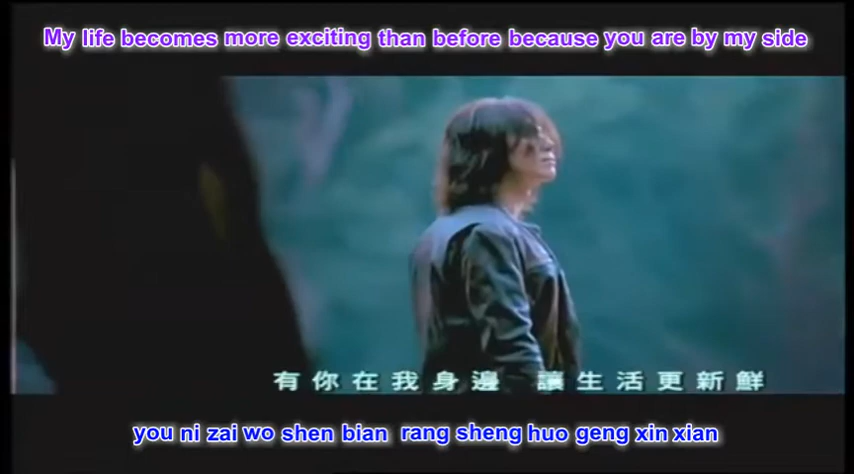 My life becomes more exciting than before because you are by my side
有你在我身邊 讓生活更新鮮
you ni zai wo shen bian rang sheng huo geng xin xian